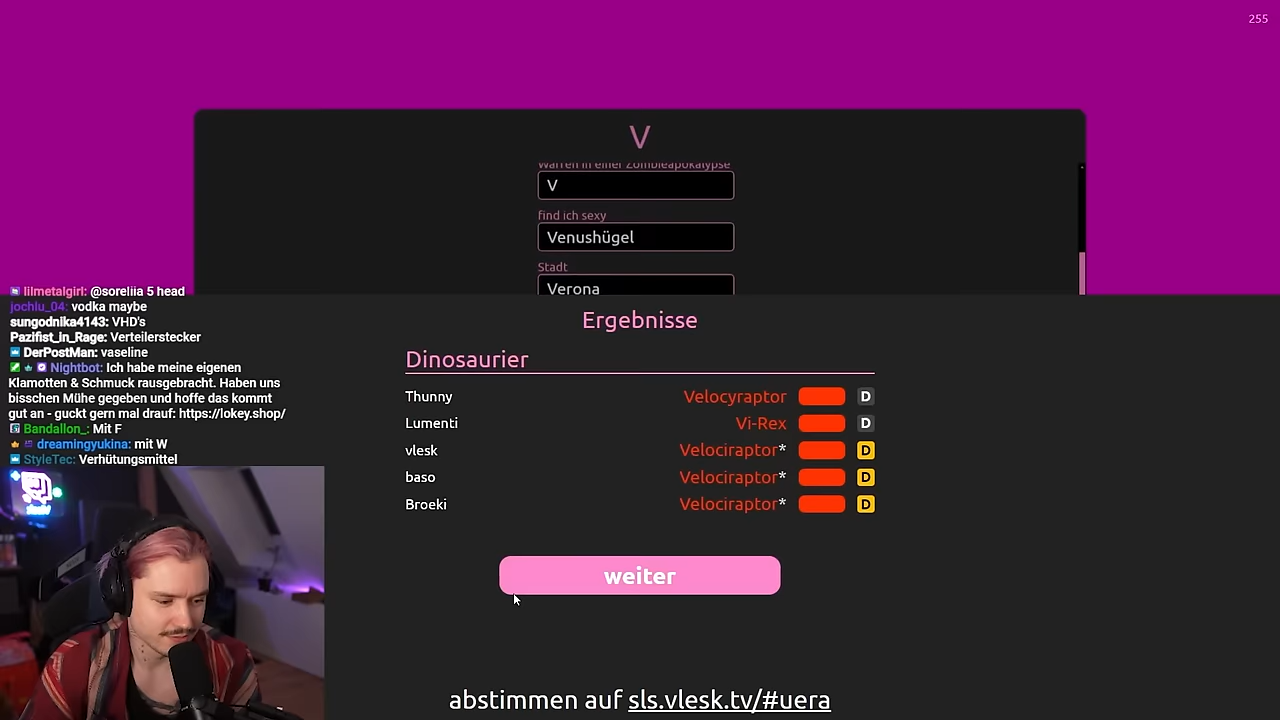 255
V
Waffen in einer Zombieapokalypse
V
find ich sexy
Venushügel
Stadt
Verona
lilmetalgirl: @soreljia 5 head
jochlu_04: vodka maybe
sungodnika4143: VHD's
Pazifist_in_Rage: Verteilerstecker
DerPostMan: vaseline
Nightbot: Ich habe meine eigenen
Klamotten & Schmuck rausgebracht. Haben uns
bisschen Mühe gegeben und hoffe das kommt
gut an - guckt gern mal drauf: https://lokey.shop/
Bandallon_: Mit F
dreamingyukina: mit W
StyleTec: Verhütungsmittel
Ergebnisse
Dinosaurier
Thunny Velocyraptor D
Lumenti Vi-Rex D
vlesk Velociraptor* D
baso Velociraptor* D
Broeki Velociraptor* D
weiter
abstimmen auf sls.vlesk.tv/#uera